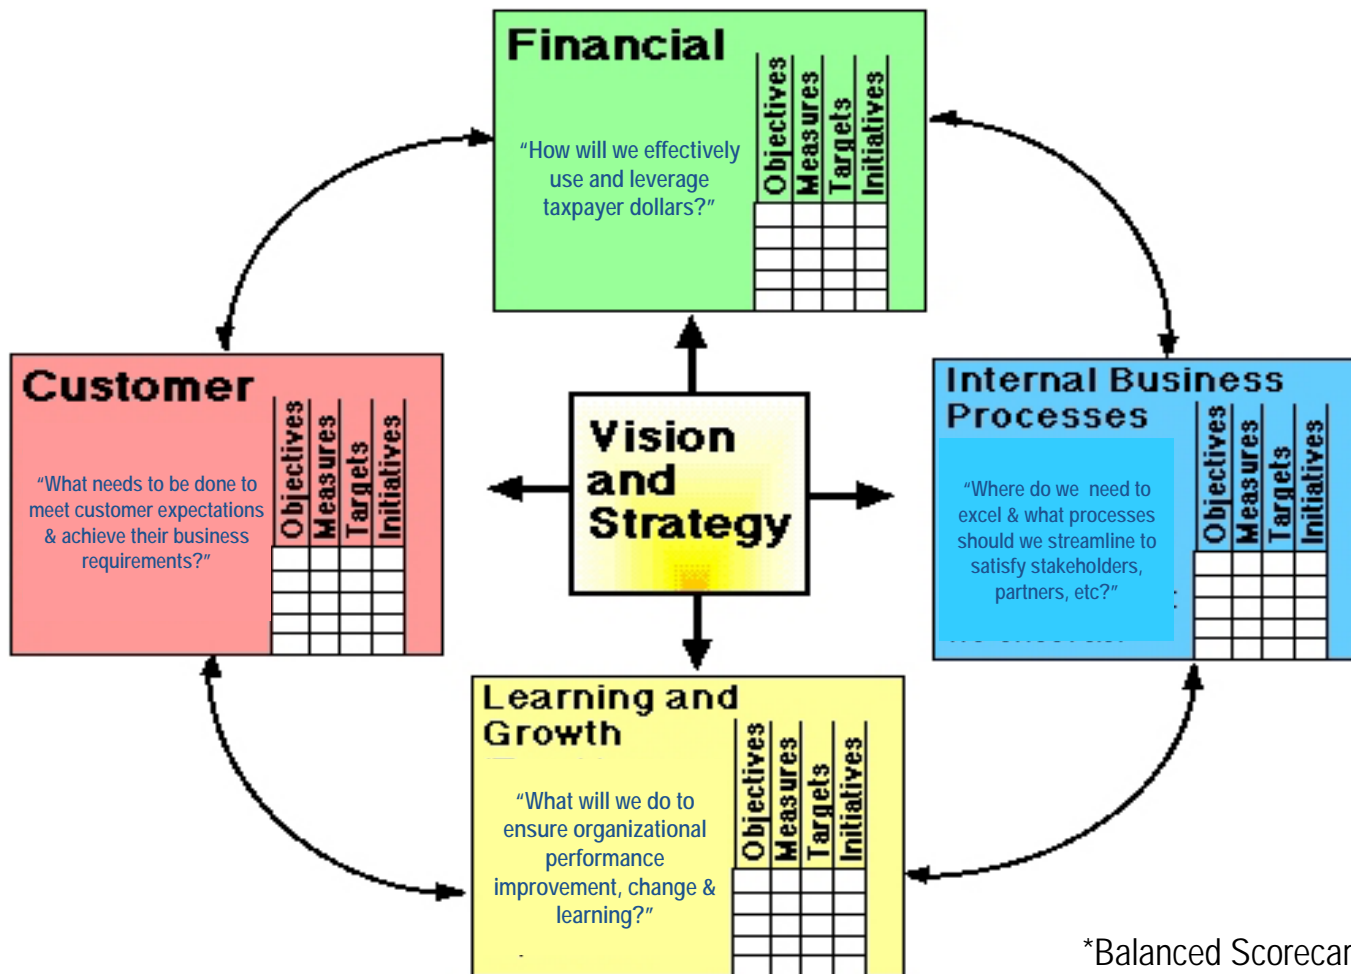 Financial
“How will we effectively
use and leverage
taxpayer dollars?”
Objectives
Measures
Targets
Initiatives
Customer
“What needs to be done to
meet customer expectations
& achieve their business
requirements?”
Objectives
Measures
Targets
Initiatives
Vision
and
Strategy
Internal Business
Processes
“Where do we need to
excel & what processes
should we streamline to
satisfy stakeholders,
partners, etc?”
Objectives
Measures
Targets
Initiatives
Learning and
Growth
“What will we do to
ensure organizational
performance
improvement, change &
learning?”
Objectives
Measures
Targets
Initiatives
*Balanced Scorecar